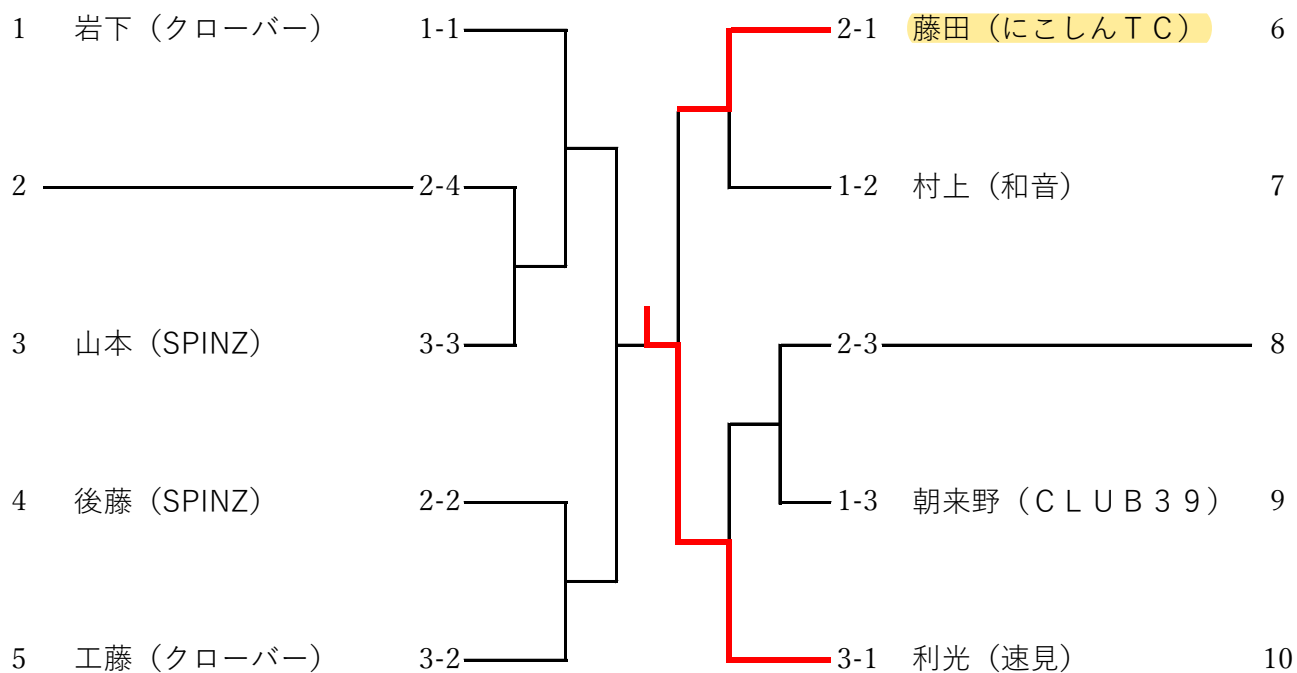 1 岩下（クローバー） 1-1
2 2-4
3 山本（SPINZ） 3-3
4 後藤（SPINZ） 2-2
5 工藤（クローバー） 3-2
2-1 藤田（にこしんＴＣ） 6
1-2 村上（和音） 7
2-3 8
1-3 朝来野（ＣＬＵＢ３９） 9
3-1 利光（速見） 10